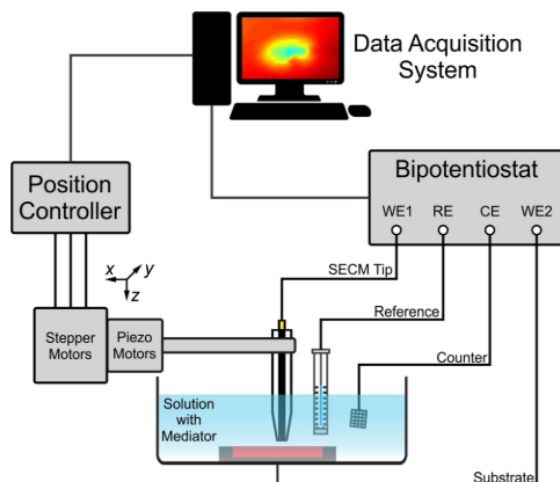 Data Acquisition
System
Position
Controller
Bipotentiostat
WE1 RE CE WE2
x y
z
SECM Tip
Reference
Counter
Stepper
Motors
Piezo
Motors
Solution
with
Mediator
Substrate